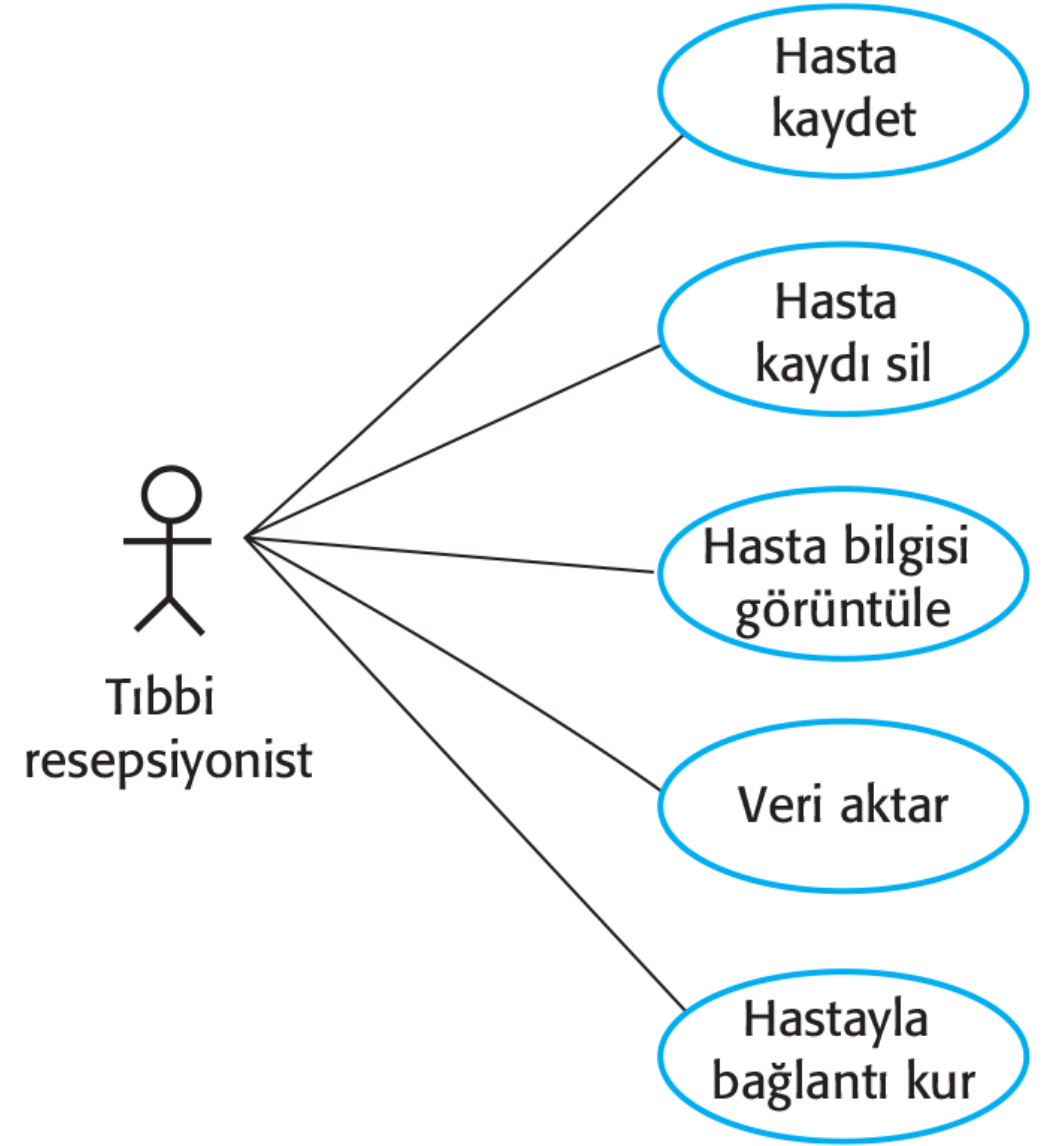 Hasta
kaydet
Hasta
kaydı sil
Hasta bilgisi
görüntüle
Tıbbi
resepsiyonist
Veri aktar
Hastayla
bağlantı kur